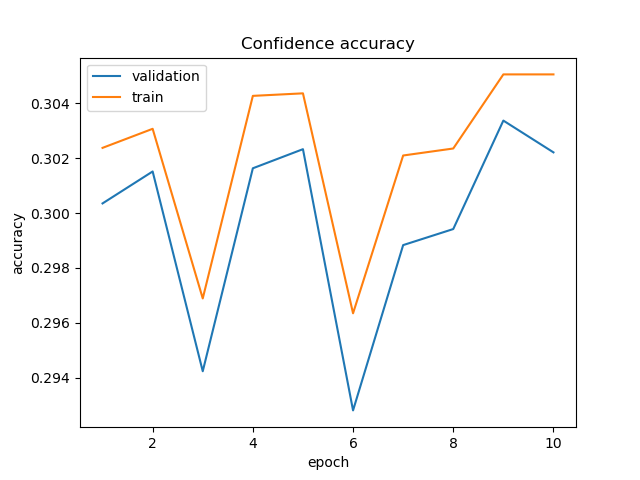 Confidence accuracy
validation
train
0.304
0.302
0.300
0.298
0.296
0.294
accuracy
2 4 6 8 10
epoch